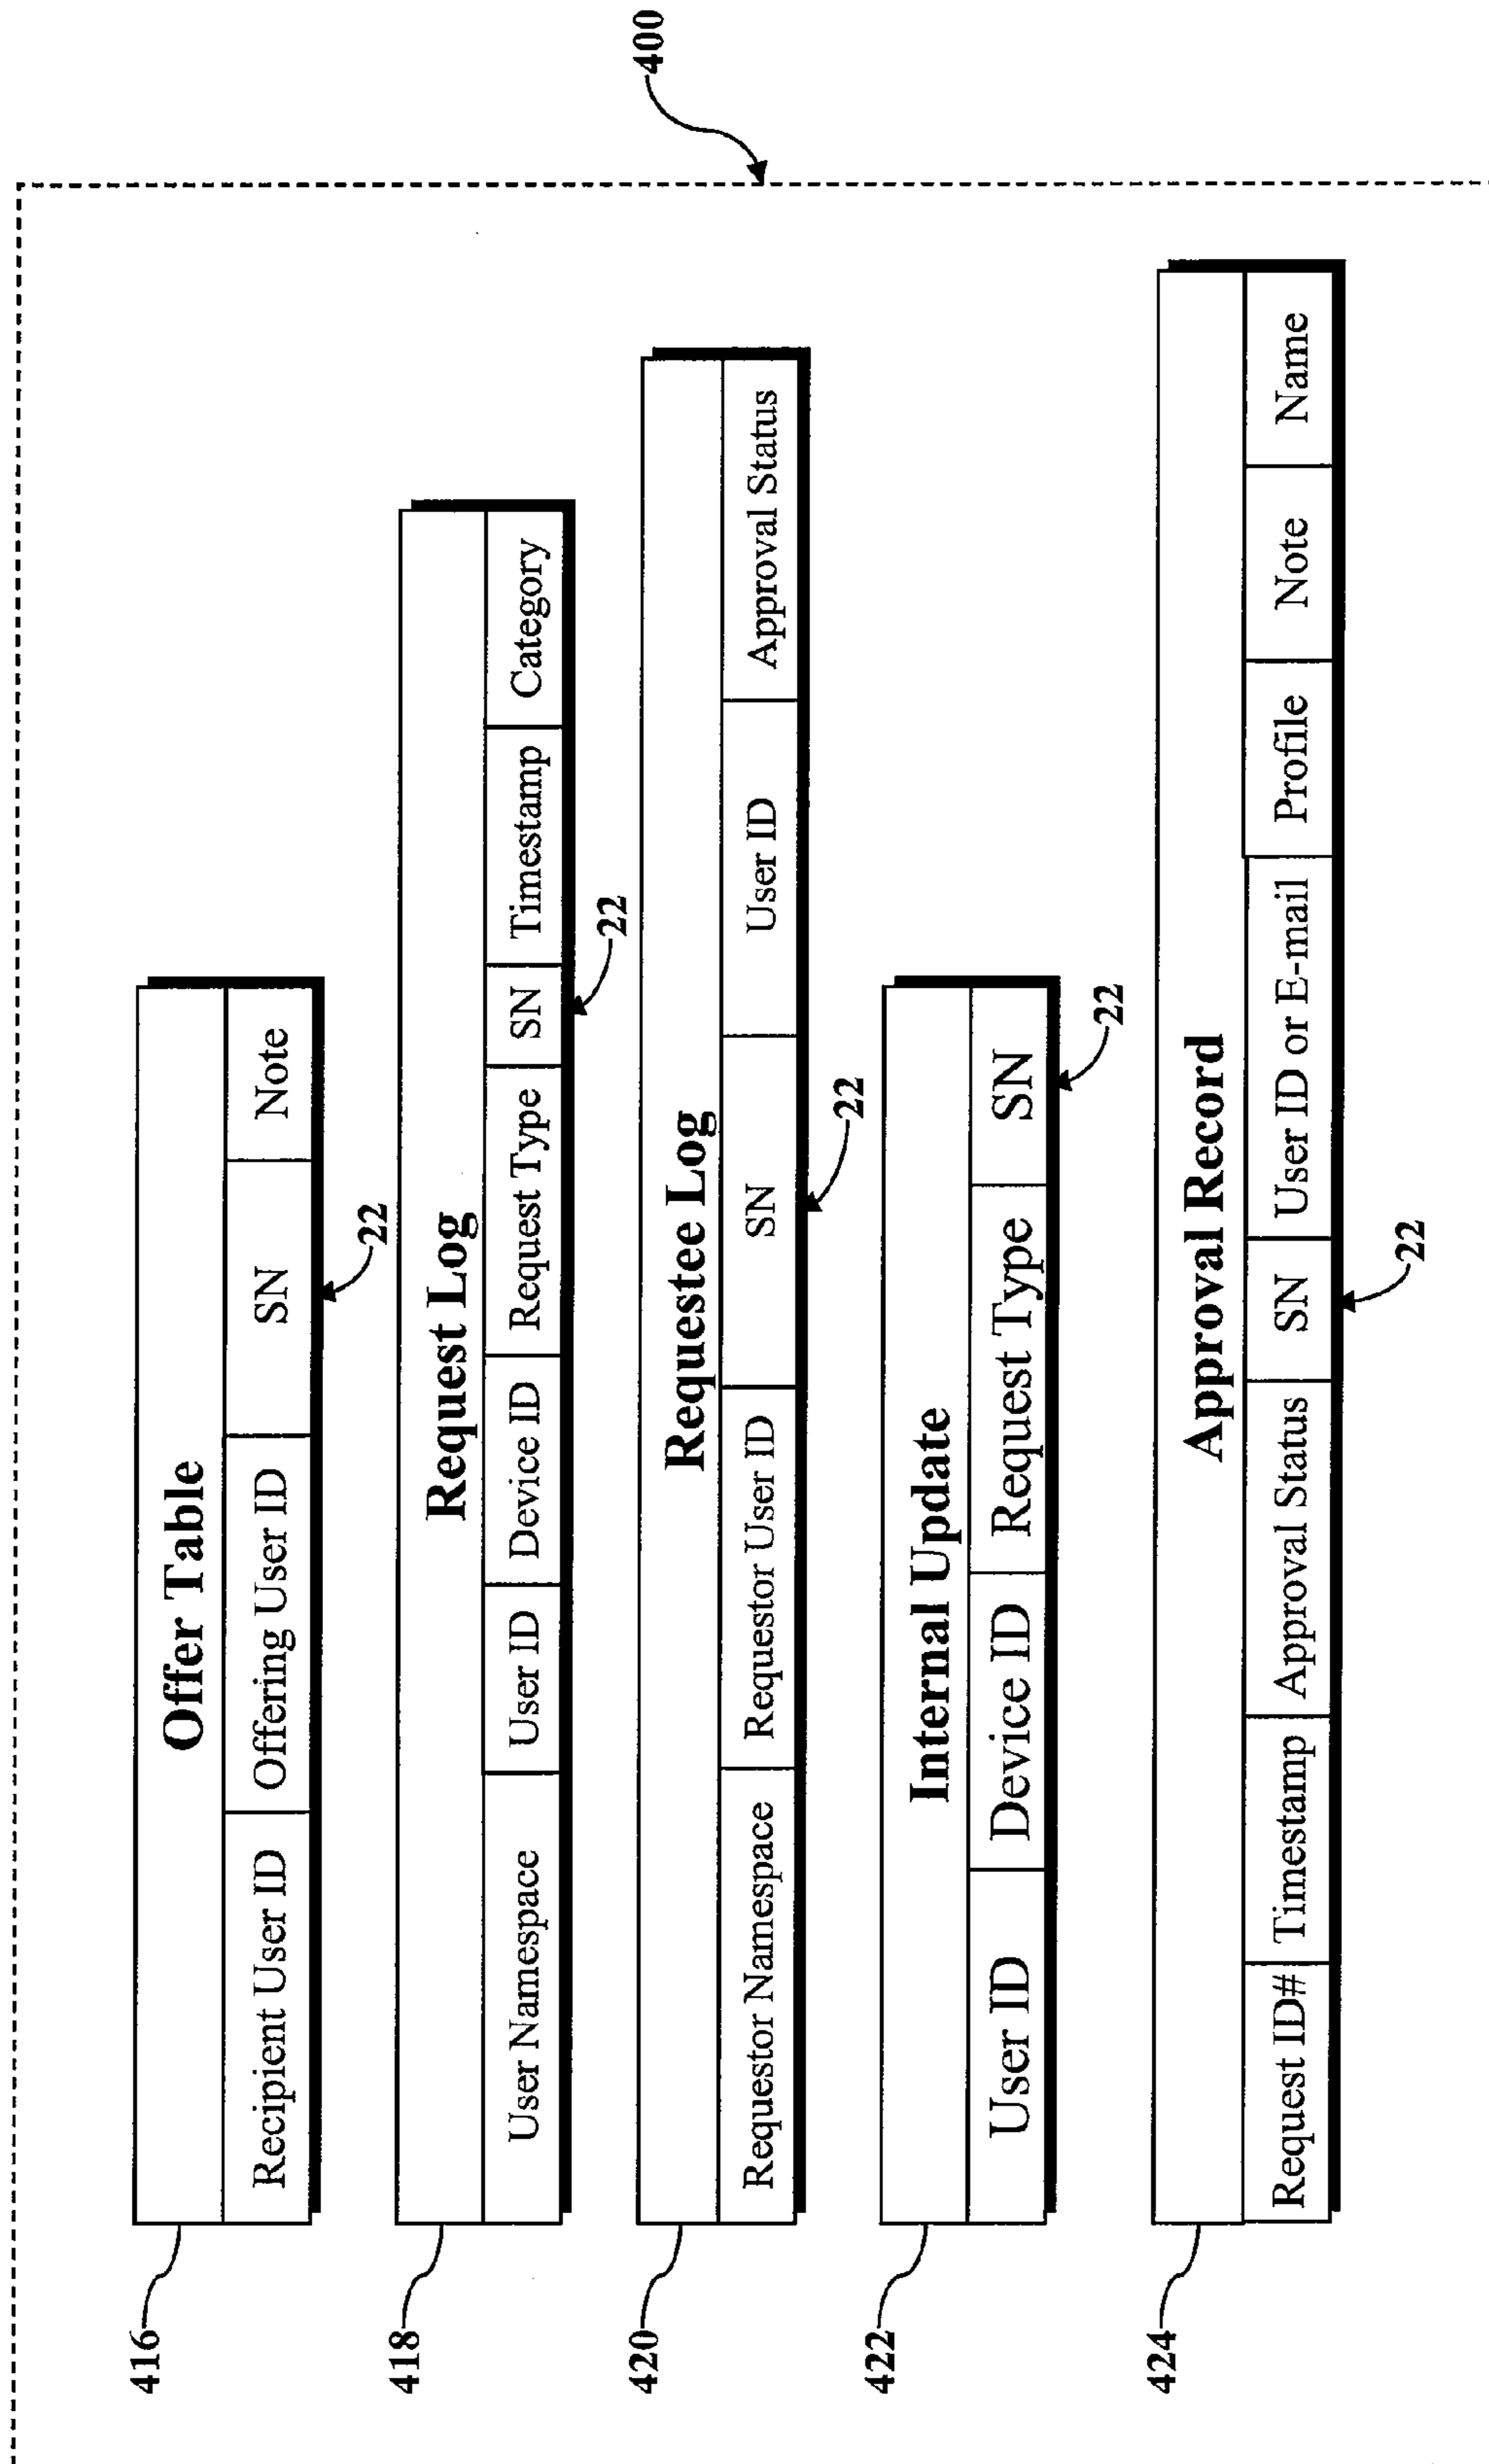 400
416
Offer Table
Recipient User ID Offering User ID SN Note
22
418
Request Log
User Namespace User ID Device ID Request Type SN Timestamp Category
22
420
Requestee Log
Requestor Namespace Requestor User ID SN User ID Approval Status
22
422
Internal Update
User ID Device ID Request Type SN
22
424
Approval Record
Request ID# Timestamp Approval Status SN User ID or E-mail Profile Note Name
22